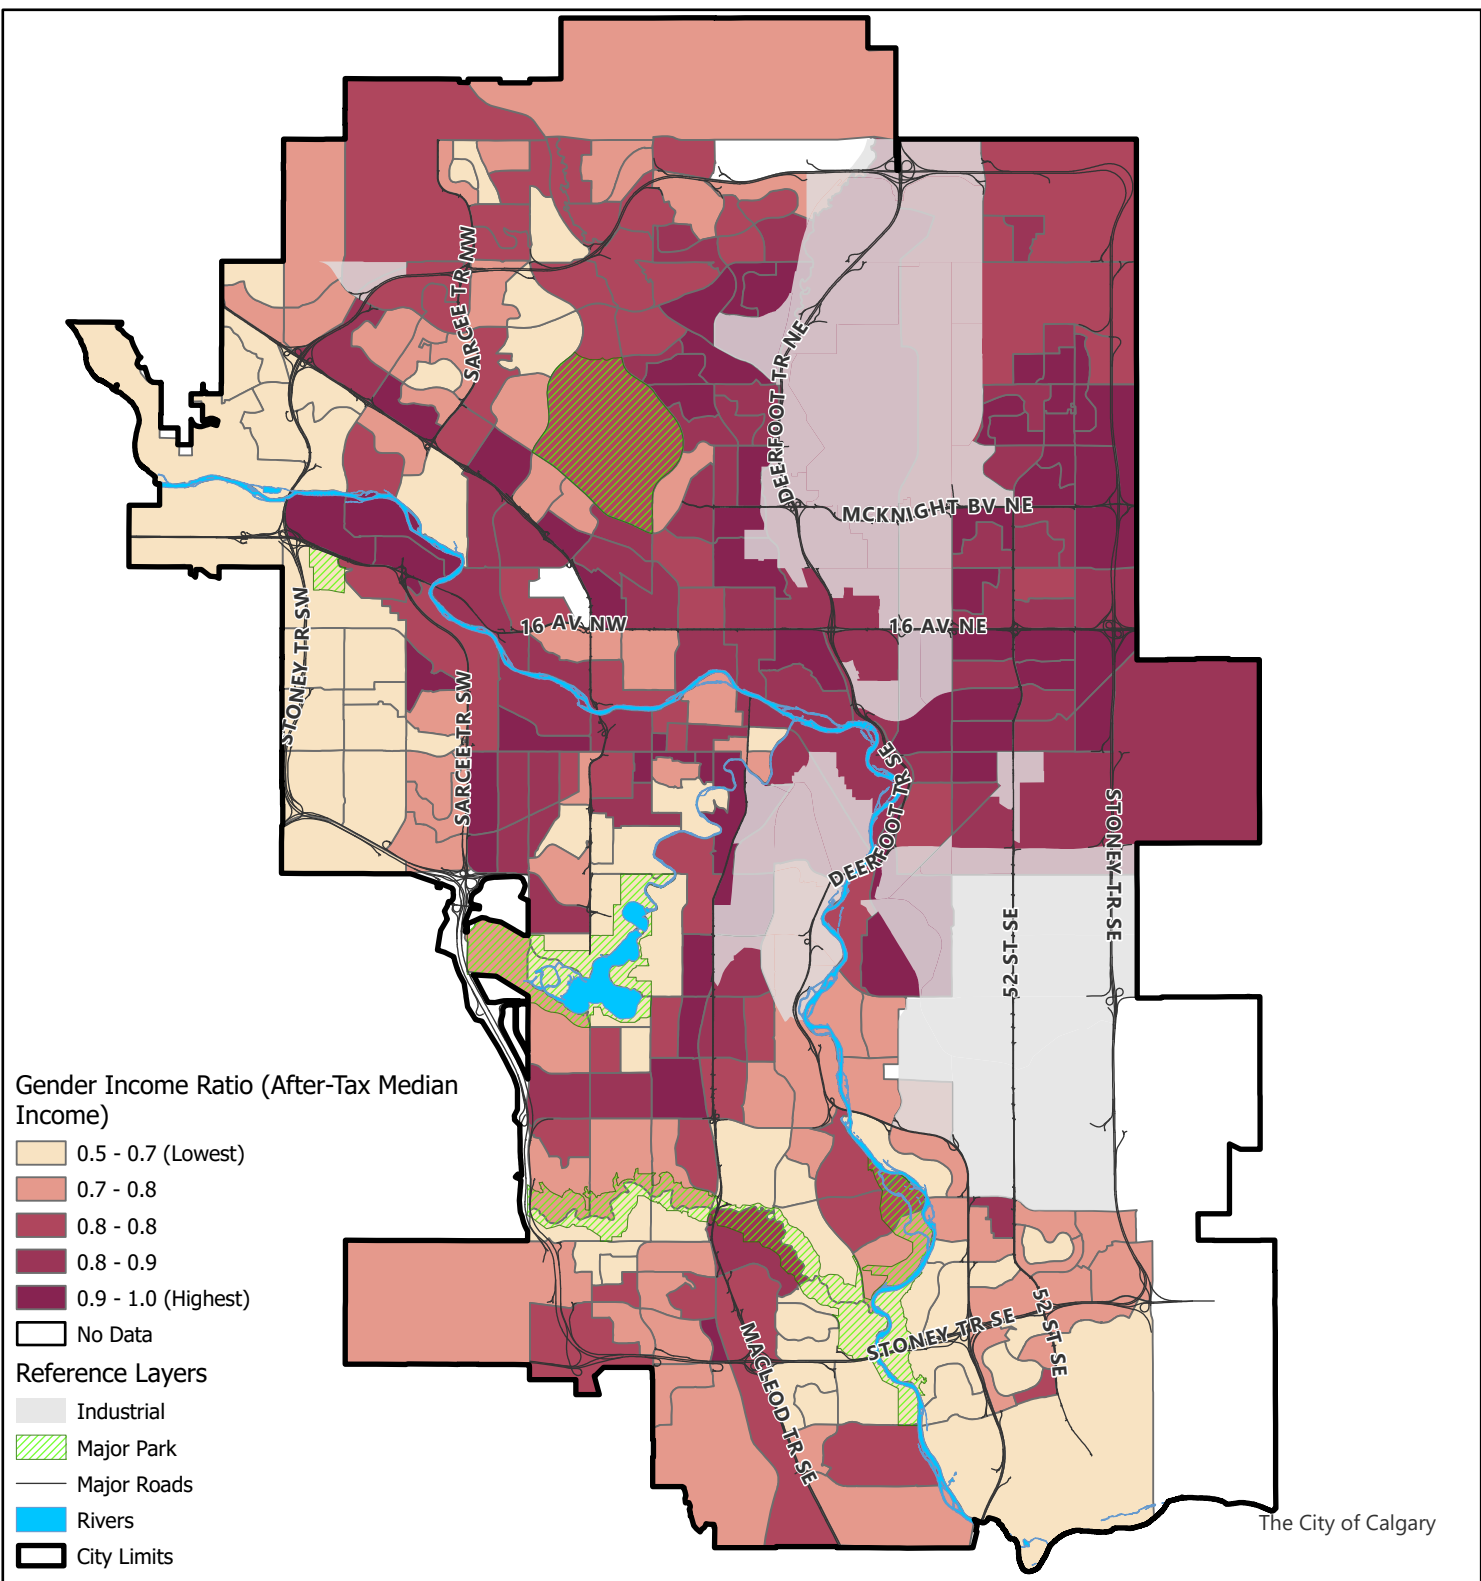 SARCEE TR NW
DEERFOOT TR NE
MCKNIGHT BV NE
STONEY TR SW
16 AV NW
16 AV NE
SARCEE TR SW
DEERFOOT TR SE
STONEY TR SE
52 ST SE
Gender Income Ratio (After-Tax Median
Income)
0.5 - 0.7 (Lowest)
0.7 - 0.8
0.8 - 0.8
0.8 - 0.9
0.9 - 1.0 (Highest)
No Data
Reference Layers
Industrial
Major Park
Major Roads
Rivers
City Limits
52 ST SE
STONEY TR SE
MACLEOD TR SE
The City of Calgary